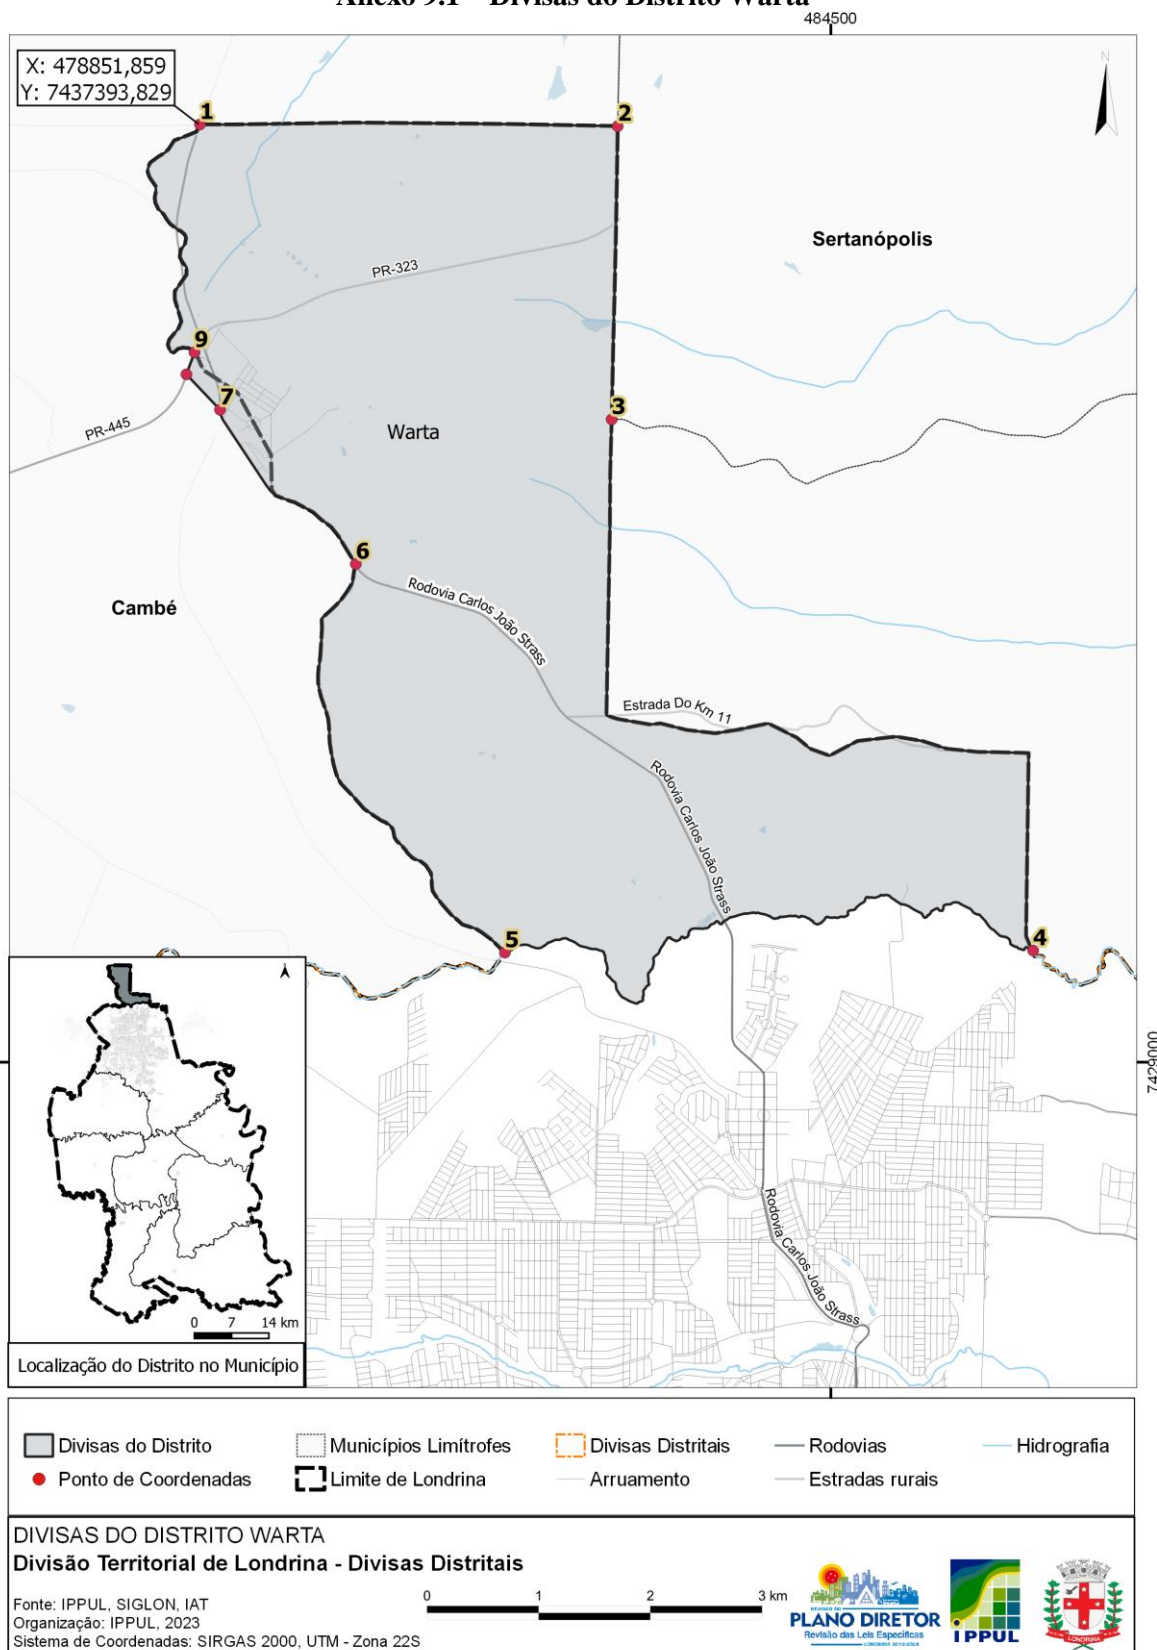 Anexo 9.1 – Divisas do Distrito Warta
484500
X: 478851,859
Y: 7437393,829
N
1
2
Sertanópolis
PR-323
9
7
3
PR-445
Warta
6
Rodovia Carlos João Strass
Cambé
Estrada Do Km 11
Rodovia Carlos João Strass
5
4
7429000
Rodovia Carlos João Strass
0 7 14 km
Localização do Distrito no Município
Divisas do Distrito
Municípios Limítrofes
Divisas Distritais
Rodovias
Hidrografia
Ponto de Coordenadas
Limite de Londrina
Arruamento
Estradas rurais
DIVISAS DO DISTRITO WARTA
Divisão Territorial de Londrina - Divisas Distritais
Fonte: IPPUL, SIGLON, IAT
Organização: IPPUL, 2023
Sistema de Coordenadas: SIRGAS 2000, UTM - Zona 22S
0 1 2 3 km
PLANO DIRETOR
Revisão das Leis Específicas
IPPUL
LONDRINA